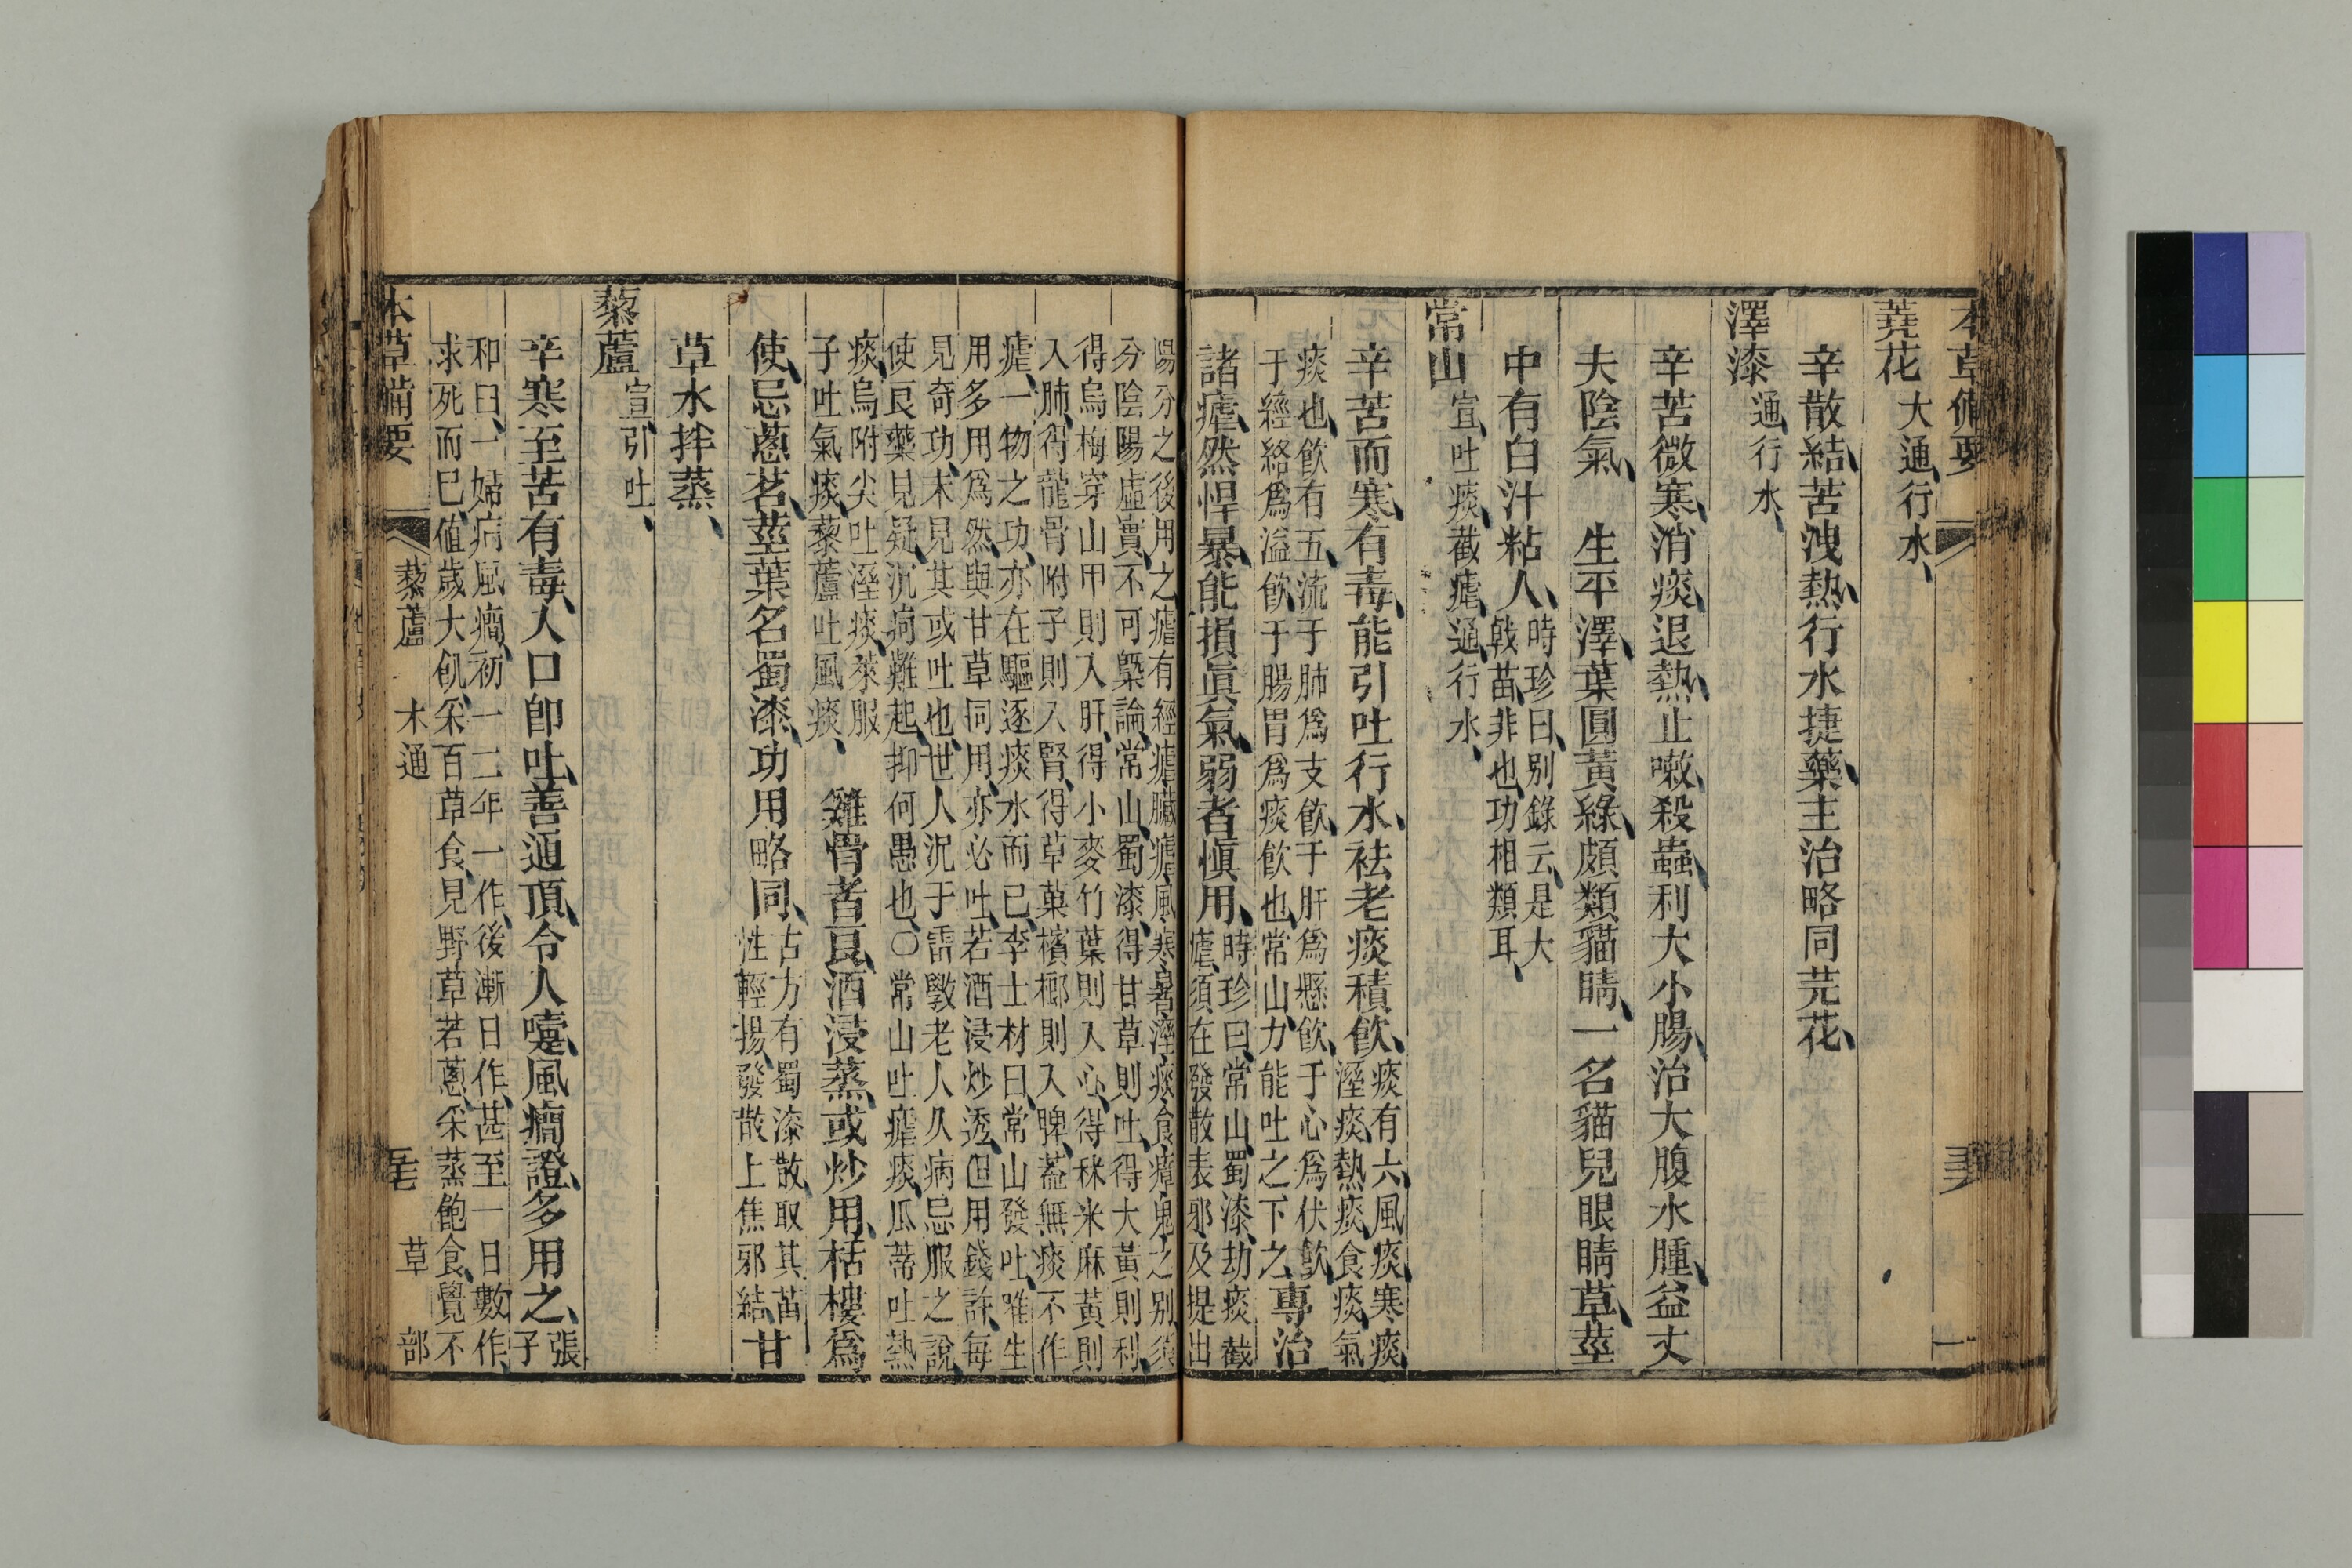 本草備要
蕘花大通行水、
辛散結、苦洩熱、行水捷藥、主治略同芫花、
澤漆通行水、
辛苦微寒、消痰退熱、止嗽殺蟲、利大小腸、治大腹水腫、益丈
夫陰氣、　生平澤、葉圓黃綠、頗類貓睛、一名貓兒眼睛草、莖
中有白汁粘人、時珍曰、別錄云、是大
戟苗、非也、功相類耳、
常山宣、吐痰、截瘧、通、行水、
辛苦而寒、有毒、能引吐行水、祛老痰積飲、痰有六、風痰、寒痰、
溼痰、熱痰、食痰、氣
痰也、飲有五、流于肺爲支飲、于肝爲懸飲、于心爲伏飲、
于經絡爲溢飲、于腸胃爲痰飲也、常山力能吐之下之、專治
諸瘧、然悍暴、能損眞氣、弱者愼用、時珍曰、常山蜀漆、劫痰截
瘧、須在發散表邪及提出
陽分之後用之、瘧有經瘧臟瘧、風寒暑溼、痰食瘴鬼之別、須
分陰陽虛實、不可槩論、常山蜀漆、得甘草則吐、得大黃則利、
得烏梅穿山甲則入肝、得小麥竹葉則入心、得秫米麻黃則
入肺、得龍骨附子則入腎、得草菓檳榔則入脾、葢無痰不作
瘧、一物之功、亦在驅逐痰水而已、李士材曰、常山發吐、唯生
用多用爲然、與甘草同用、亦必吐、若酒浸炒透、但用錢許、每
見奇功、未見其或吐也、世人泥于雷斅老人久病忌服之說、
使良藥見疑、沉疴難起、抑何愚也、○常山吐瘧痰、瓜蒂吐熱
痰、烏附尖吐溼痰、萊服
子吐氣痰、藜蘆吐風痰、　雞骨者良、酒浸蒸或炒用、栝樓爲
使、忌蔥茗、莖葉名蜀漆、功用略同、古方有蜀漆散、取其苗
性輕揚、發散上焦邪結、甘
草水拌蒸、
藜蘆宣、引吐、
辛寒至苦有毒、入口卽吐、善通頂、令人嚔、風癇證多用之、張子
和曰、一婦病風癇、初一二年一作、後漸日作、甚至一日數作、
求死而已、値歲大飢、采百草食、見野草若蔥、采蒸飽食、覺不
本草備要　藜蘆　木通　　草部